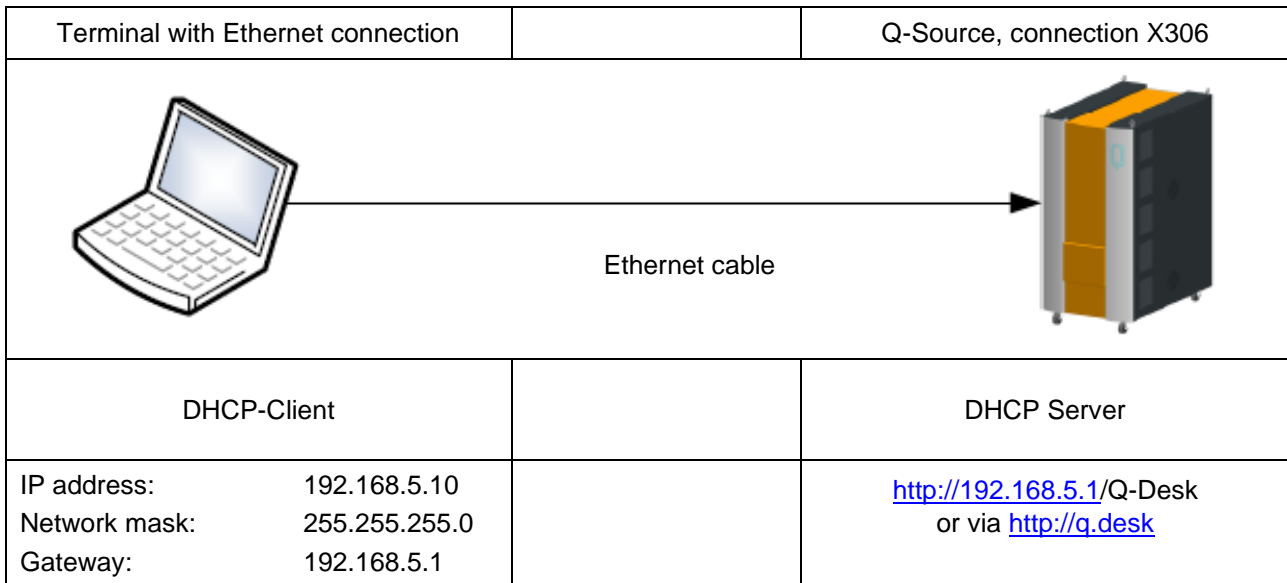 Terminal with Ethernet connection
Q-Source, connection X306
Q
Ethernet cable
DHCP-Client
DHCP Server
IP address: 192.168.5.10
Network mask: 255.255.255.0
Gateway: 192.168.5.1
http://192.168.5.1/Q-Desk
or via http://q.desk